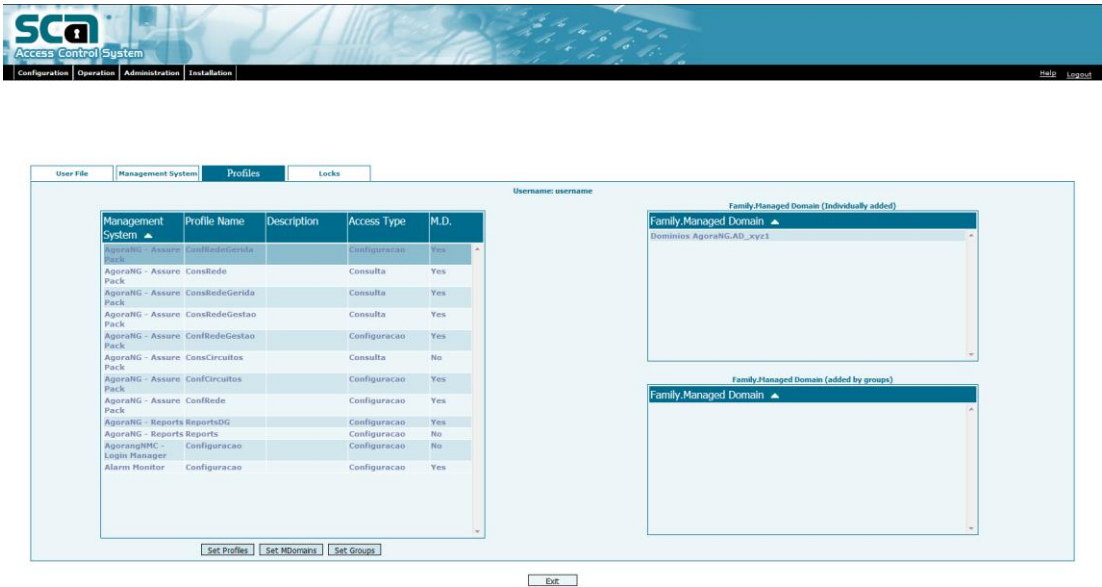 SCA
Access Control System
Configuration Operation Administration Installation Help Logout
User File Management System Profiles Locks
Username: username
Family.Managed Domain (Individually added)
Management System Profile Name Description Access Type M.D.
Family.Managed Domain
Dominios AgoraNG.AD_xyz1
AgoraNG - Assure Pack ConfRedeGerida Configuracao Yes
AgoraNG - Assure Pack ConsRede Consulta Yes
AgoraNG - Assure Pack ConsRedeGerida Consulta Yes
AgoraNG - Assure Pack ConsRedeGestao Consulta Yes
AgoraNG - Assure Pack ConfRedeGestao Configuracao Yes
AgoraNG - Assure Pack ConsCircuitos Consulta No
AgoraNG - Assure Pack ConfCircuitos Configuracao Yes
AgoraNG - Assure Pack ConfRede Configuracao Yes
AgoraNG - Reports ReportsDG Configuracao Yes
AgoraNG - Reports Reports Configuracao No
AgorangNMC - Login Manager Configuracao Configuracao No
Alarm Monitor Configuracao Configuracao Yes
Family.Managed Domain (added by groups)
Family.Managed Domain
Set Profiles Set MDomains Set Groups
Exit